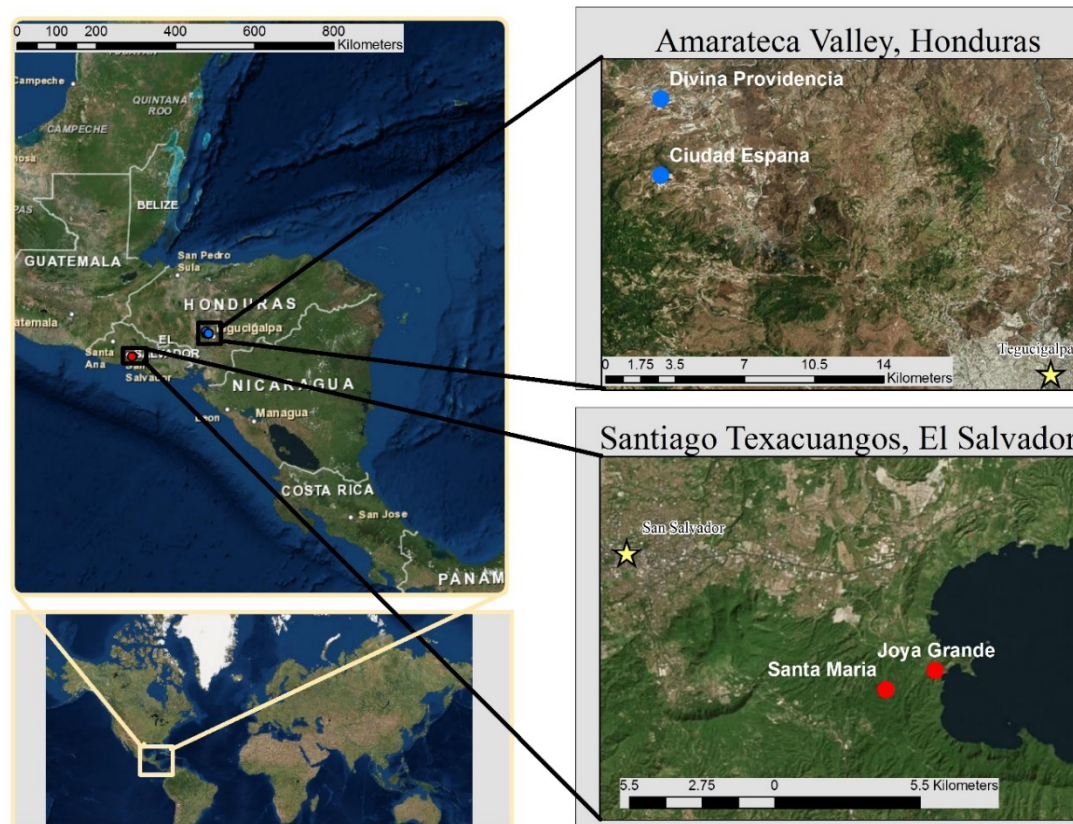 0 100 200 400 600 800
Kilometers
Campeche
QUINTANA
ROO
CAMPECHE
BELIZE
GUATEMALA
San Pedro
Sula
HONDURAS
Santa
Ana
EL
SALVADOR
San
Salvador
NICARAGUA
Leon
Managua
COSTA RICA
San Jose
PANAM
Amarateca Valley, Honduras
Divina Providencia
Ciudad Espana
Tegucigalpa
0 1.75 3.5 7 10.5 14
Kilometers
Santiago Texacuangos, El Salvador
San Salvador
Joya Grande
Santa Maria
5.5 2.75 0 5.5 Kilometers